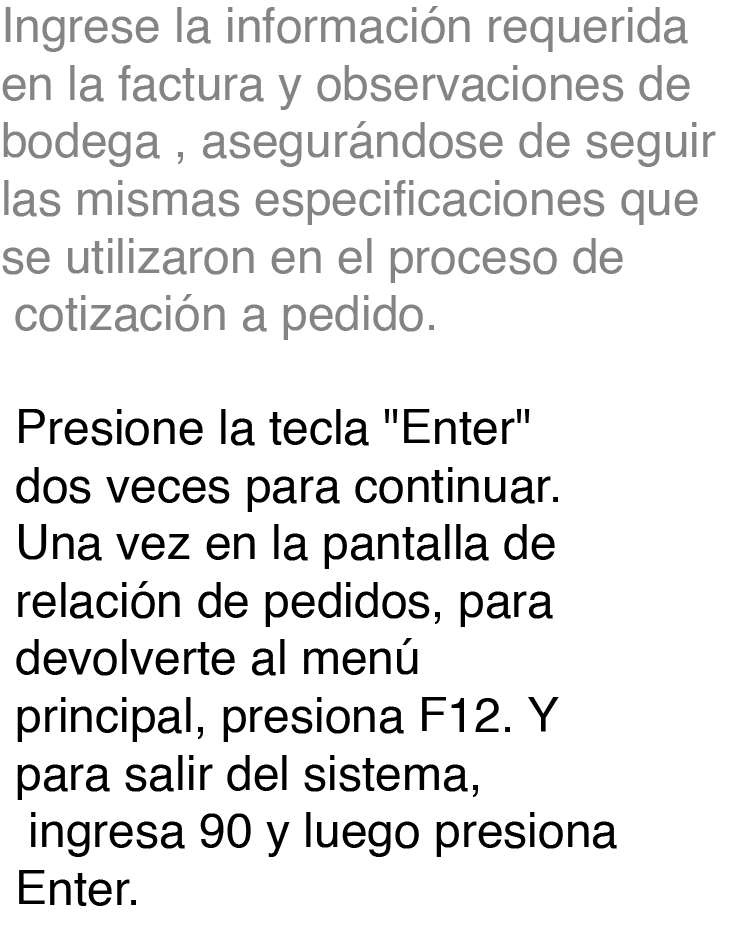 Ingrese la información requerida
en la factura y observaciones de
bodega , asegurándose de seguir
las mismas especificaciones que
se utilizaron en el proceso de
cotización a pedido.
Presione la tecla "Enter"
dos veces para continuar.
Una vez en la pantalla de
relación de pedidos, para
devolverte al menú
principal, presiona F12. Y
para salir del sistema,
ingresa 90 y luego presiona
Enter.